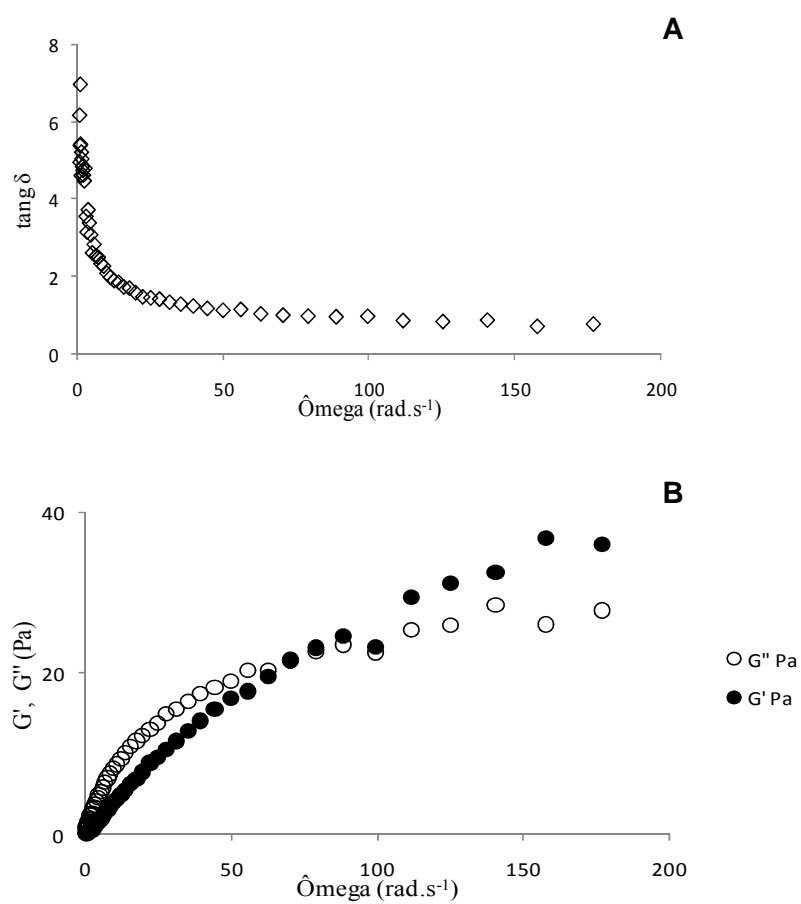 A
8
6
4
2
0
tang δ
0 50 100 150 200
Ômega (rad.s⁻¹)
B
40
20
0
G', G'' (Pa)
G'' Pa
G' Pa
0 50 100 150 200
Ômega (rad.s⁻¹)